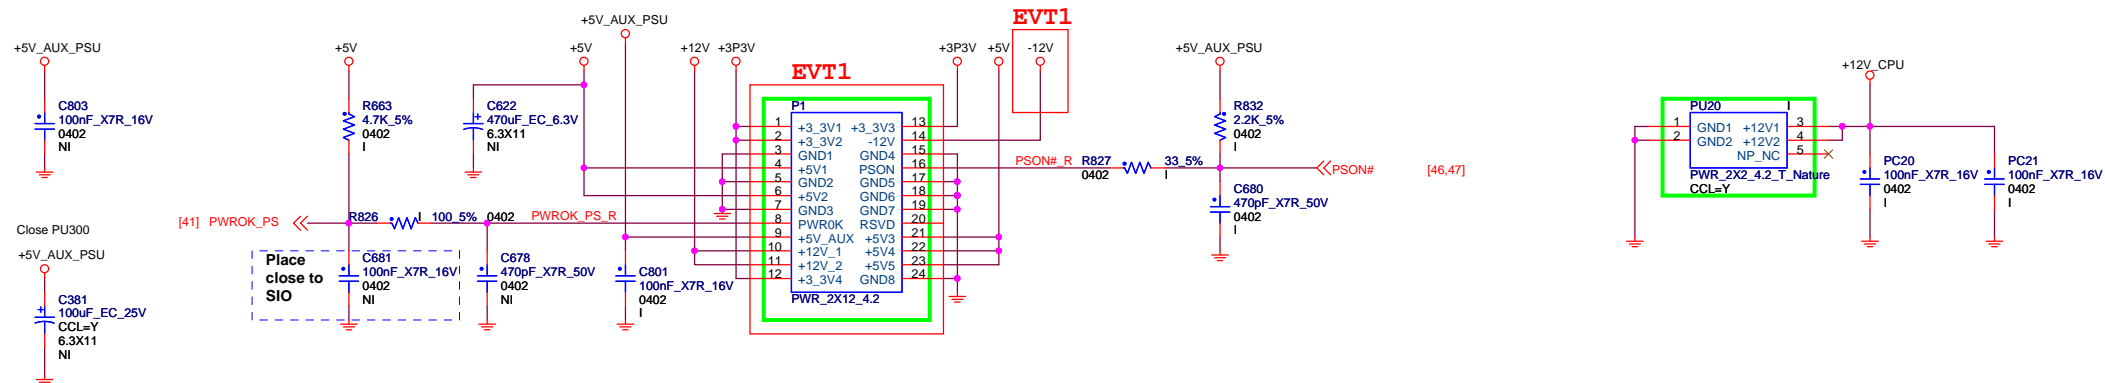 +5V_AUX_PSU
C803
100nF_X7R_16V
0402
NI
Close PU300
+5V_AUX_PSU
C381
100uF_EC_25V
CCL=Y
6.3X11
NI
+5V
R663
4.7K_5%
0402
I
[41] PWROK_PS
R826
I
100_5%
0402
PWROK_PS_R
Place
close to
SIO
C681
100nF_X7R_16V
0402
NI
C678
470pF_X7R_50V
0402
NI
+5V
C622
470uF_EC_6.3V
6.3X11
NI
+5V_AUX_PSU
C801
100nF_X7R_16V
0402
I
+12V
+3P3V
EVT1
P1
1 +3_3V1
2 +3_3V2
3 GND1
4 +5V1
5 GND2
6 +5V2
7 GND3
8 PWR0K
9 +5V_AUX
10 +12V_1
11 +12V_2
12 +3_3V4
+3_3V3 13
-12V 14
GND4 15
PSON 16
GND5 17
GND6 18
GND7 19
RSVD 20
+5V3 21
+5V4 22
+5V5 23
GND8 24
PWR_2X12_4.2
+3P3V
+5V
EVT1
-12V
PSON#_R
R827
0402
33_5%
I
+5V_AUX_PSU
R832
2.2K_5%
0402
I
C680
470pF_X7R_50V
0402
I
PSON#
[46,47]
PU20
I
1 GND1
2 GND2
+12V1 3
+12V2 4
NP_NC 5
PWR_2X2_4.2_T_Nature
CCL=Y
+12V_CPU
PC20
100nF_X7R_16V
0402
I
PC21
100nF_X7R_16V
0402
I